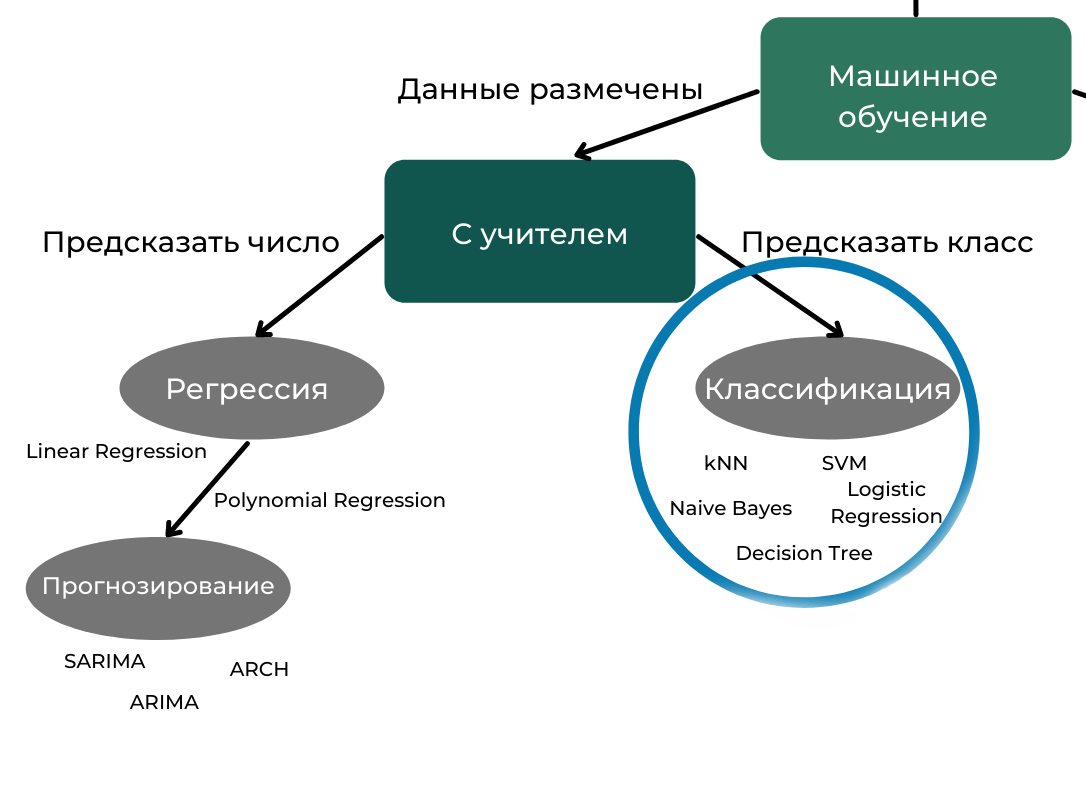 Машинное
обучение
Данные размечены
С учителем
Предсказать число
Предсказать класс
Регрессия
Классификация
Linear Regression
Polynomial Regression
kNN
SVM
Naive Bayes
Logistic
Regression
Decision Tree
Прогнозирование
SARIMA
ARCH
ARIMA